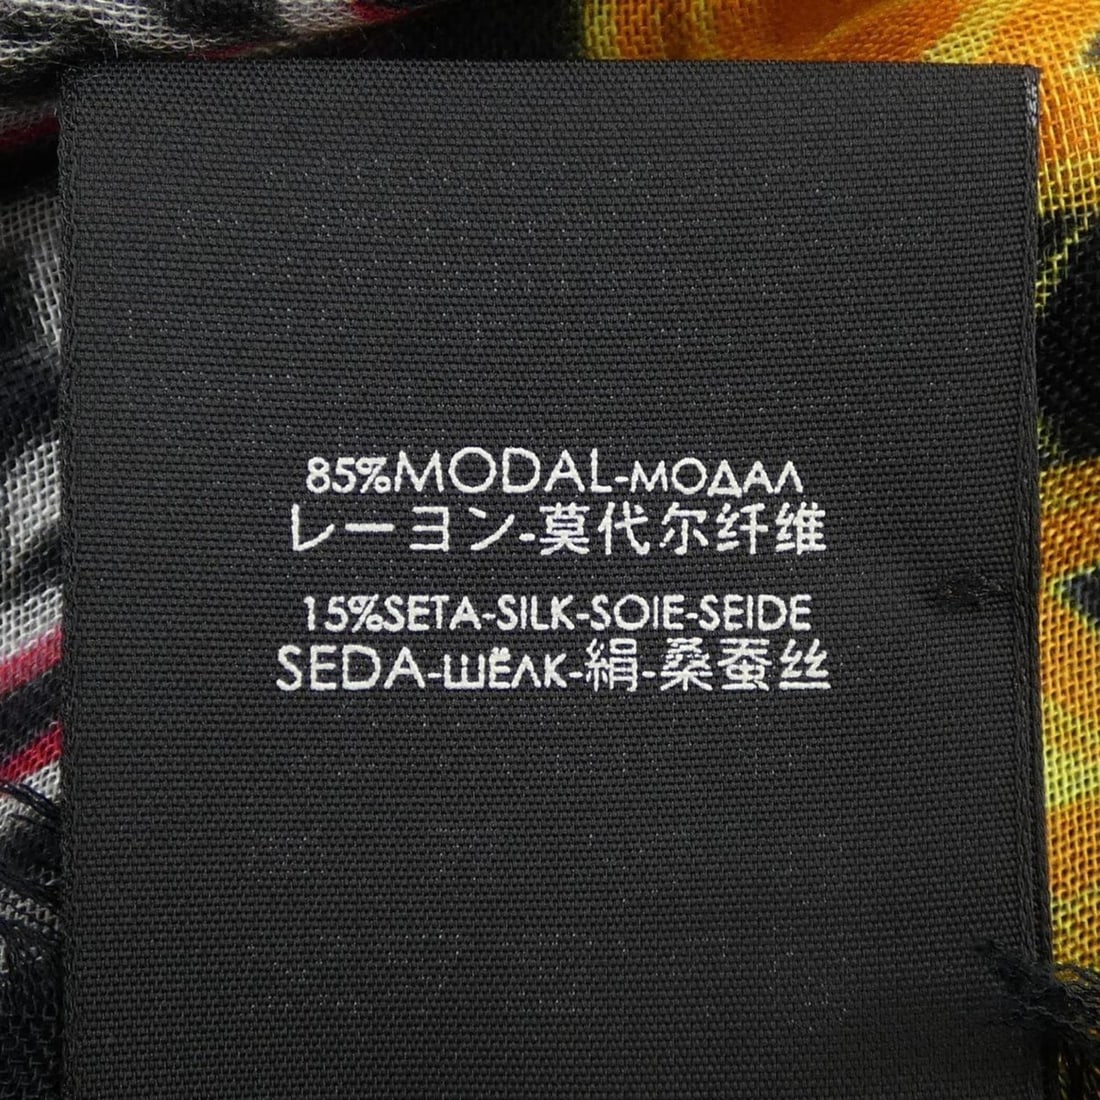 85%MODAL-МОДАЛ
レーヨン-莫代尔纤维
15%SETA-SILK-SOIE-SEIDE
SEDA-ШЁЛК-絹-桑蚕丝